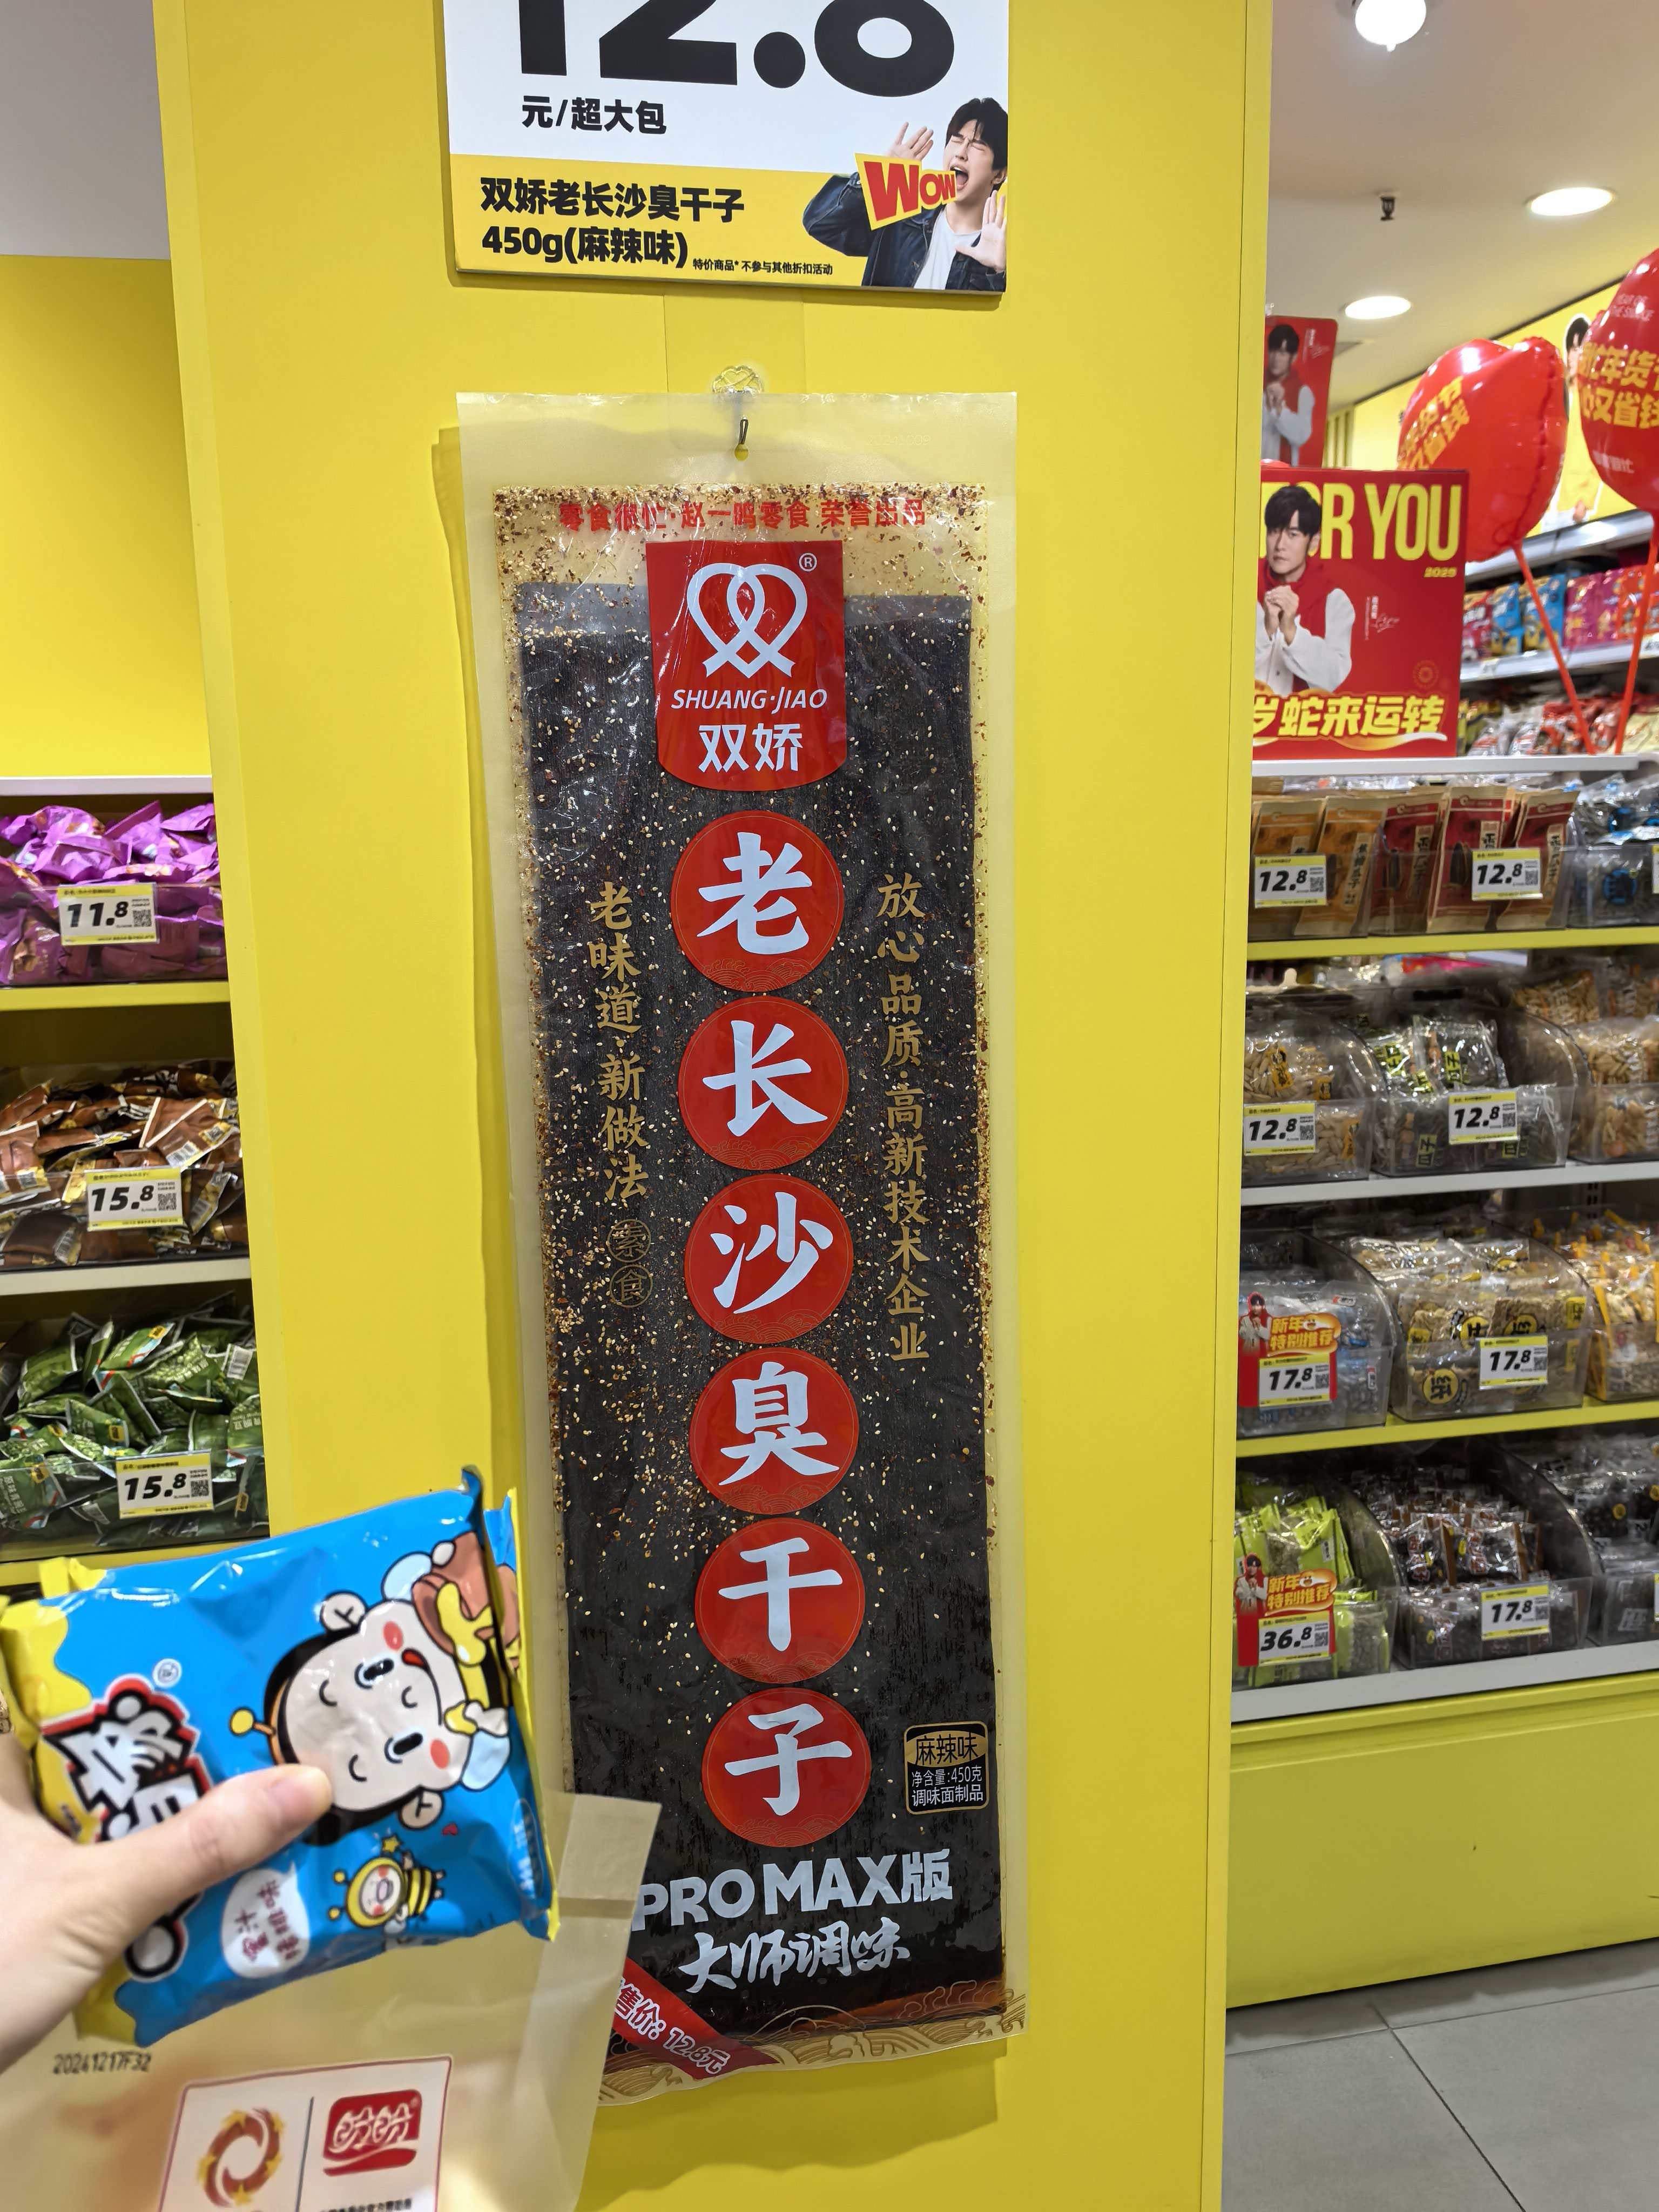 12.8
元/超大包
WOW
双娇老长沙臭干子
450g(麻辣味)
特价商品*不参与其他折扣活动
零食很忙·赵一鸣零食 荣誉出品
®
SHUANG·JIAO
双娇
老长沙臭干子
老味道·新做法
素食
放心品质·高新技术企业
麻辣味
净含量:450克
调味面制品
PRO MAX版
大师调味
售价: 12.8元
20241217F32
盼盼
11.8
15.8
15.8
FOR YOU
2025
岁蛇来运转
12.8
12.8
12.8
12.8
新年
特别推荐
17.8
17.8
新年
特别推荐
36.8
17.8